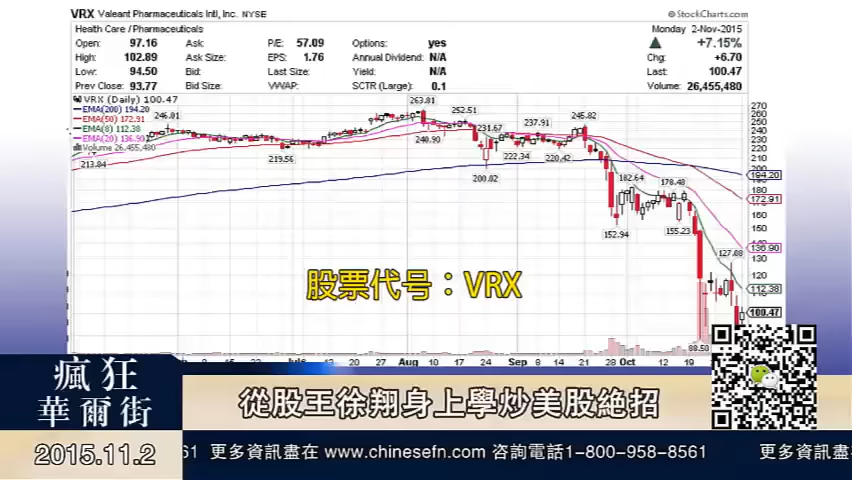 VRX Valeant Pharmaceuticals Intl, Inc. NYSE
© StockCharts.com
Health Care / Pharmaceuticals
Monday 2-Nov-2015
Open: 97.16 Ask: P/E: 57.09 Options: yes
+7.15%
High: 102.89 Ask Size: EPS: 1.76 Annual Dividend: N/A
Chg: +6.70
Low: 94.50 Bid: Last Size: Yield: N/A
Last: 100.47
Prev Close: 93.77 Bid Size: VWAP: SCTR (Large): 0.1
Volume: 26,455,480
VRX (Daily) 100.47
EMA(200) 194.20
EMA(50) 172.91
EMA(8) 112.38
EMA(20) 136.90
Volume 26,455,480
213.84
246.01
219.56
263.81
240.90
252.51
231.67
200.82
222.34
237.91
220.42
245.82
152.94
182.64
155.23
178.48
127.08
88.50
270
260
250
240
230
220
210
200
194.20
190
180
172.91
160
150
136.90
130
120
112.38
110
100.47
Aug 10 17 24 Sep 8 14 21 28 Oct 12 19
股票代号：VRX
瘋狂
華爾街
2015.11.2
從股王徐翔身上學炒美股絶招
61 更多資訊盡在 www.chinesefn.com 咨詢電話1-800-958-8561 更多資訊盡在